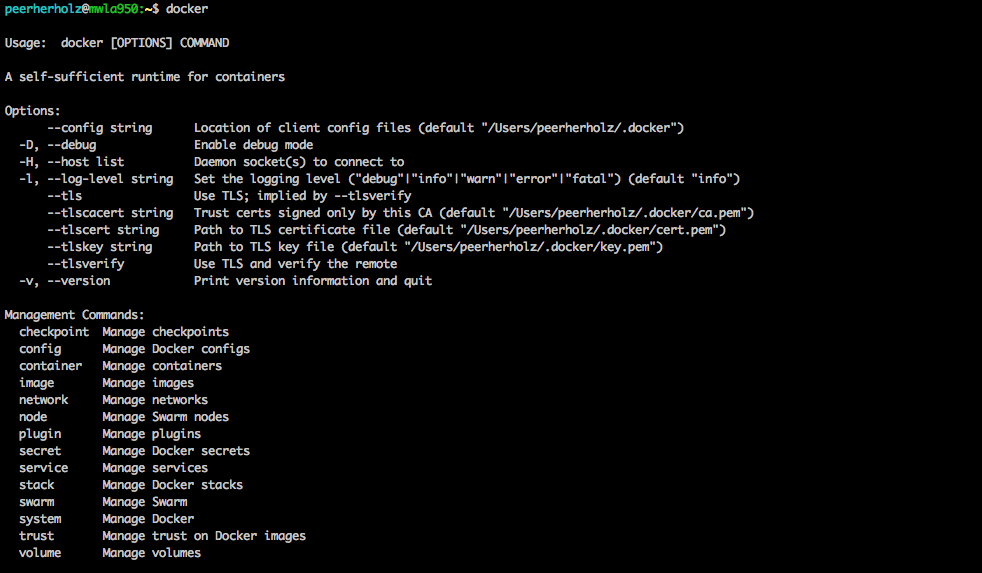 peerherholz@mwla950:~$ docker

Usage:  docker [OPTIONS] COMMAND

A self-sufficient runtime for containers

Options:
      --config string      Location of client config files (default "/Users/peerherholz/.docker")
  -D, --debug              Enable debug mode
  -H, --host list          Daemon socket(s) to connect to
  -l, --log-level string   Set the logging level ("debug"|"info"|"warn"|"error"|"fatal") (default "info")
      --tls                Use TLS; implied by --tlsverify
      --tlscacert string   Trust certs signed only by this CA (default "/Users/peerherholz/.docker/ca.pem")
      --tlscert string     Path to TLS certificate file (default "/Users/peerherholz/.docker/cert.pem")
      --tlskey string      Path to TLS key file (default "/Users/peerherholz/.docker/key.pem")
      --tlsverify          Use TLS and verify the remote
  -v, --version            Print version information and quit

Management Commands:
  checkpoint  Manage checkpoints
  config      Manage Docker configs
  container   Manage containers
  image       Manage images
  network     Manage networks
  node        Manage Swarm nodes
  plugin      Manage plugins
  secret      Manage Docker secrets
  service     Manage services
  stack       Manage Docker stacks
  swarm       Manage Swarm
  system      Manage Docker
  trust       Manage trust on Docker images
  volume      Manage volumes